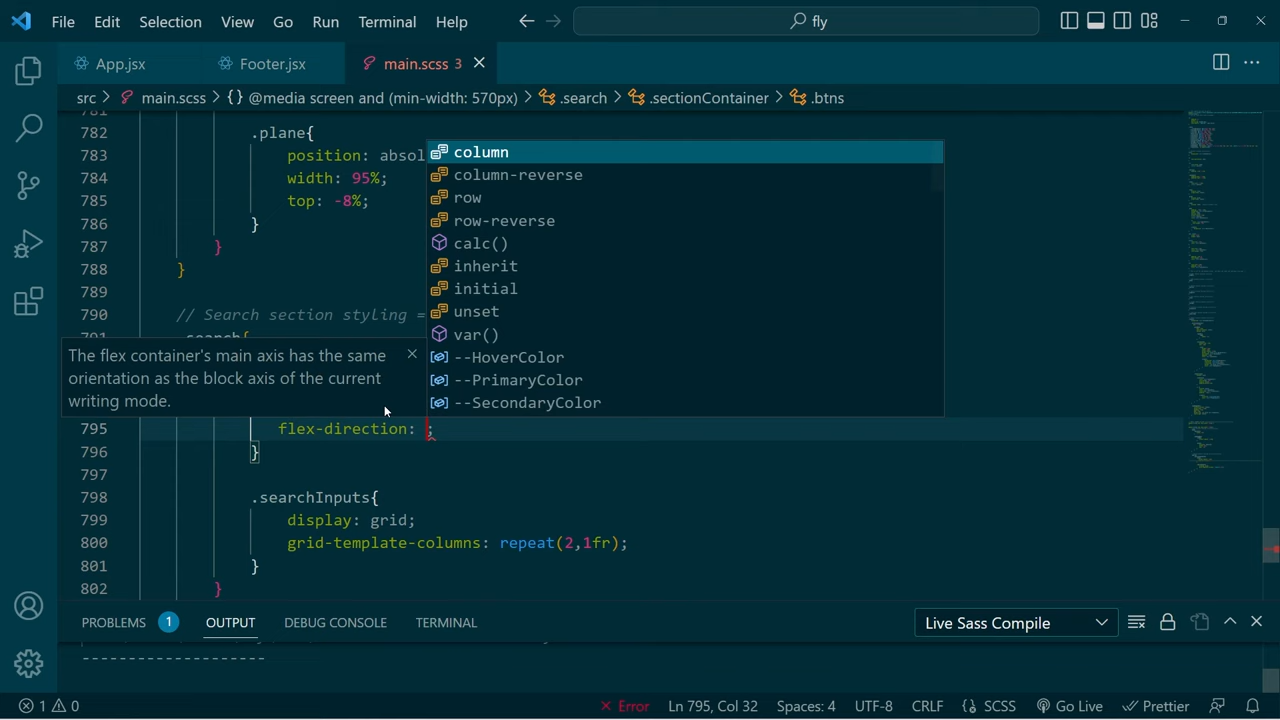 File Edit Selection View Go Run Terminal Help fly
App.jsx Footer.jsx main.scss 3
src > main.scss > {} @media screen and (min-width: 570px) > .search > .sectionContainer > .btns
781
782 .plane{
783 position: absol
784 width: 95%;
785 top: -8%;
786 }
787 }
788 }
789
790 // Search section styling =
791 .search{
column
column-reverse
row
row-reverse
calc()
inherit
initial
unset
var()
--HoverColor
--PrimaryColor
--SecondaryColor
The flex container's main axis has the same
orientation as the block axis of the current
writing mode.
795 flex-direction: ;
796 }
797
798 .searchInputs{
799 display: grid;
800 grid-template-columns: repeat(2,1fr);
801 }
802 }
PROBLEMS 1 OUTPUT DEBUG CONSOLE TERMINAL Live Sass Compile
--------------------
1 0 Error Ln 795, Col 32 Spaces: 4 UTF-8 CRLF {} SCSS Go Live Prettier